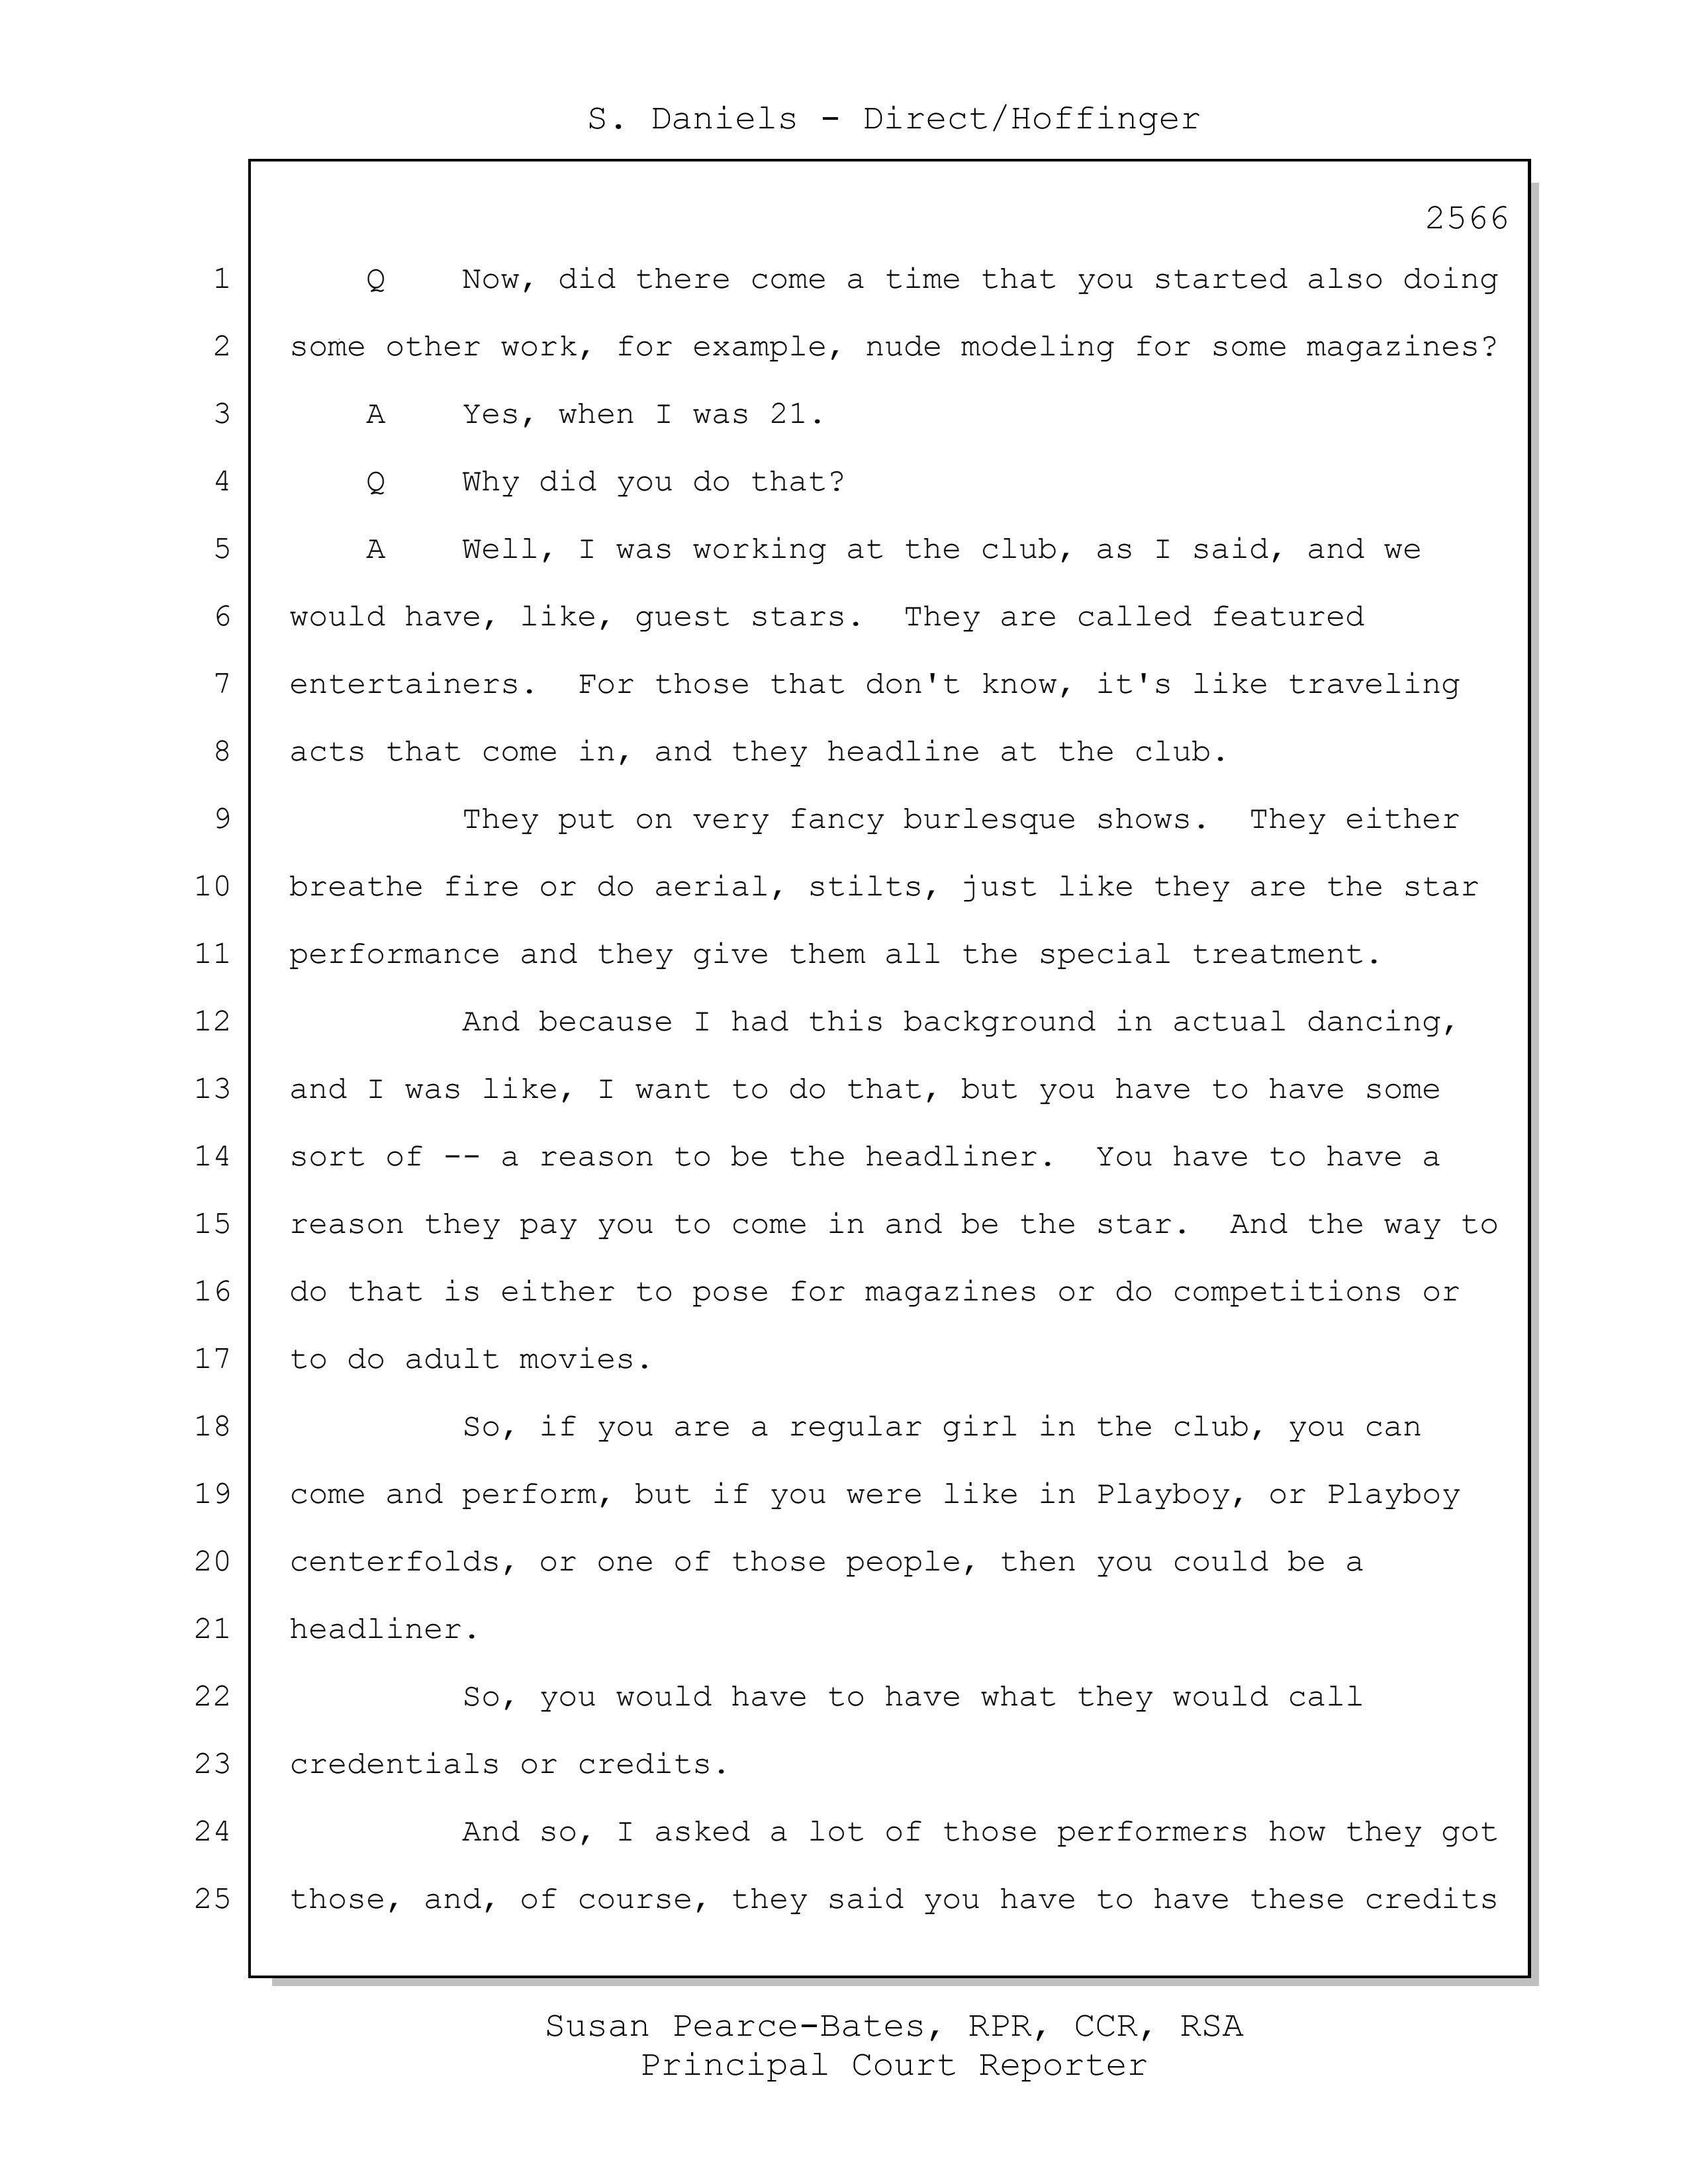 S. Daniels - Direct/Hoffinger
2566
1 Q Now, did there come a time that you started also doing
2 some other work, for example, nude modeling for some magazines?
3 A Yes, when I was 21.
4 Q Why did you do that?
5 A Well, I was working at the club, as I said, and we
6 would have, like, guest stars. They are called featured
7 entertainers. For those that don't know, it's like traveling
8 acts that come in, and they headline at the club.
9 They put on very fancy burlesque shows. They either
10 breathe fire or do aerial, stilts, just like they are the star
11 performance and they give them all the special treatment.
12 And because I had this background in actual dancing,
13 and I was like, I want to do that, but you have to have some
14 sort of -- a reason to be the headliner. You have to have a
15 reason they pay you to come in and be the star. And the way to
16 do that is either to pose for magazines or do competitions or
17 to do adult movies.
18 So, if you are a regular girl in the club, you can
19 come and perform, but if you were like in Playboy, or Playboy
20 centerfolds, or one of those people, then you could be a
21 headliner.
22 So, you would have to have what they would call
23 credentials or credits.
24 And so, I asked a lot of those performers how they got
25 those, and, of course, they said you have to have these credits
Susan Pearce-Bates, RPR, CCR, RSA
Principal Court Reporter